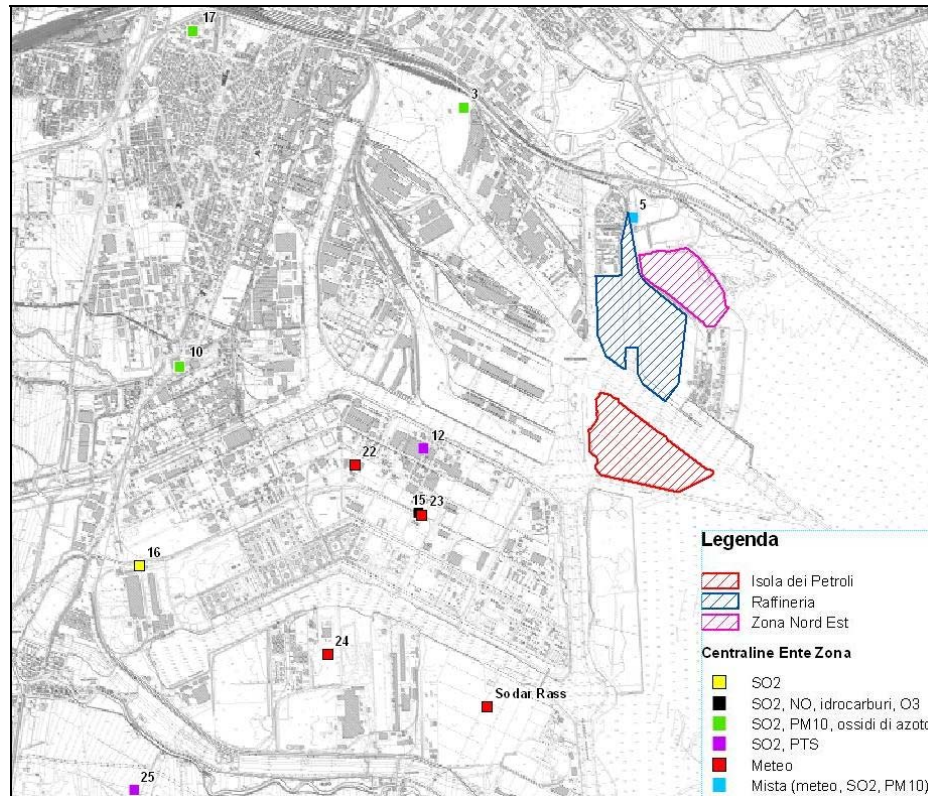 17
3
5
10
12
22
15 23
16
24
Sodar Rass
25
Legenda
Isola dei Petroli
Raffineria
Zona Nord Est
Centraline Ente Zona
SO2
SO2, NO, idrocarburi, O3
SO2, PM10, ossidi di azoto
SO2, PTS
Meteo
Mista (meteo, SO2, PM10)